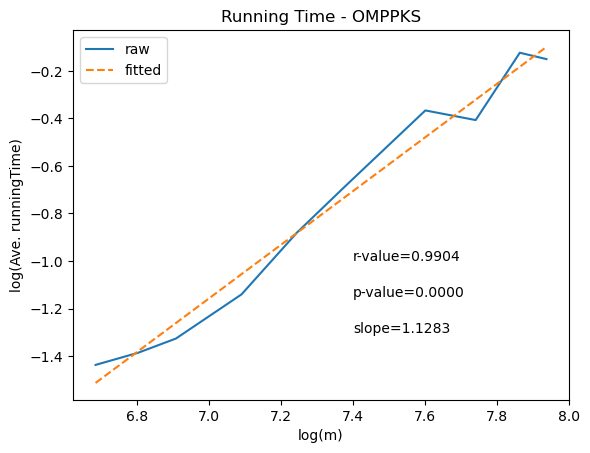 Running Time - OMPPKS
raw
fitted
log(Ave. runningTime)
−0.2
−0.4
−0.6
−0.8
−1.0
−1.2
−1.4
r-value=0.9904
p-value=0.0000
slope=1.1283
6.8 7.0 7.2 7.4 7.6 7.8 8.0
log(m)